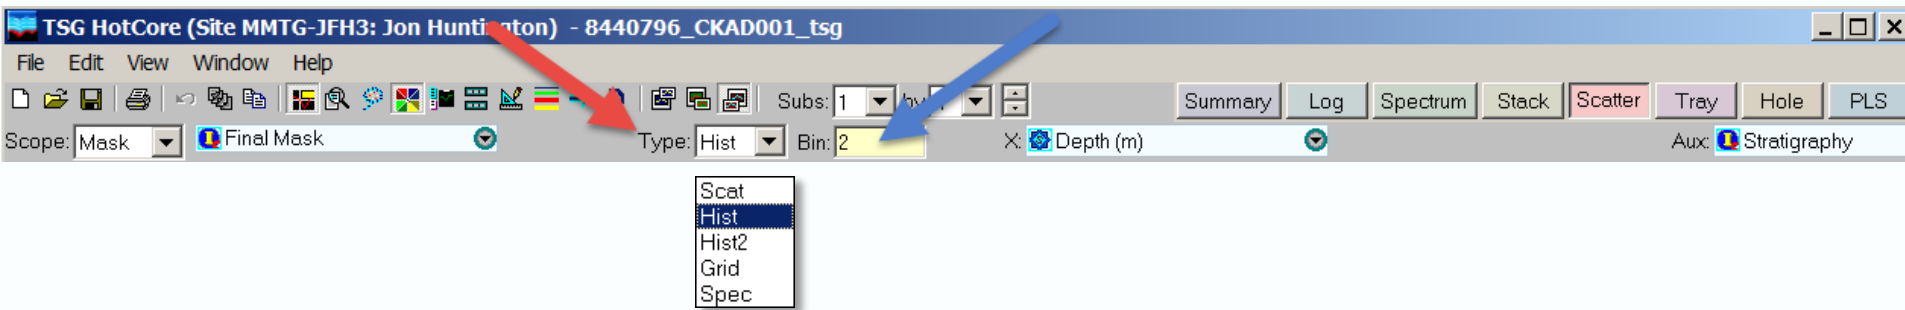 TSG HotCore (Site MMTG-JFH3: Jon Huntington) - 8440796_CKAD001_tsg
File Edit View Window Help
Subs: 1 by Summary Log Spectrum Stack Scatter Tray Hole PLS
Scope: Mask Final Mask Type: Hist Bin: 2 X: Depth (m) Aux: Stratigraphy
Scat
Hist
Hist2
Grid
Spec